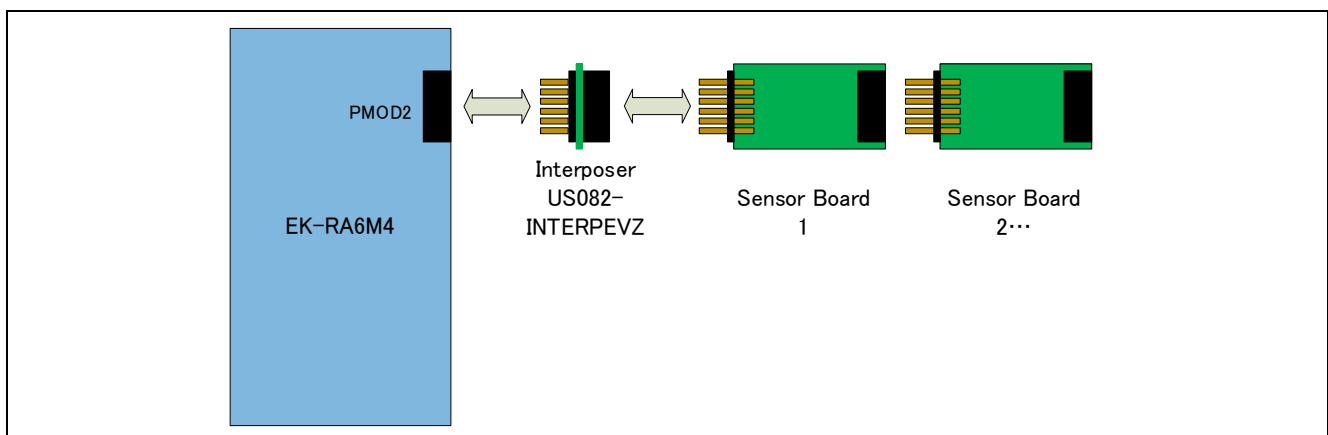 PMOD2
EK-RA6M4
Interposer
US082-
INTERPEVZ
Sensor Board
1
Sensor Board
2…